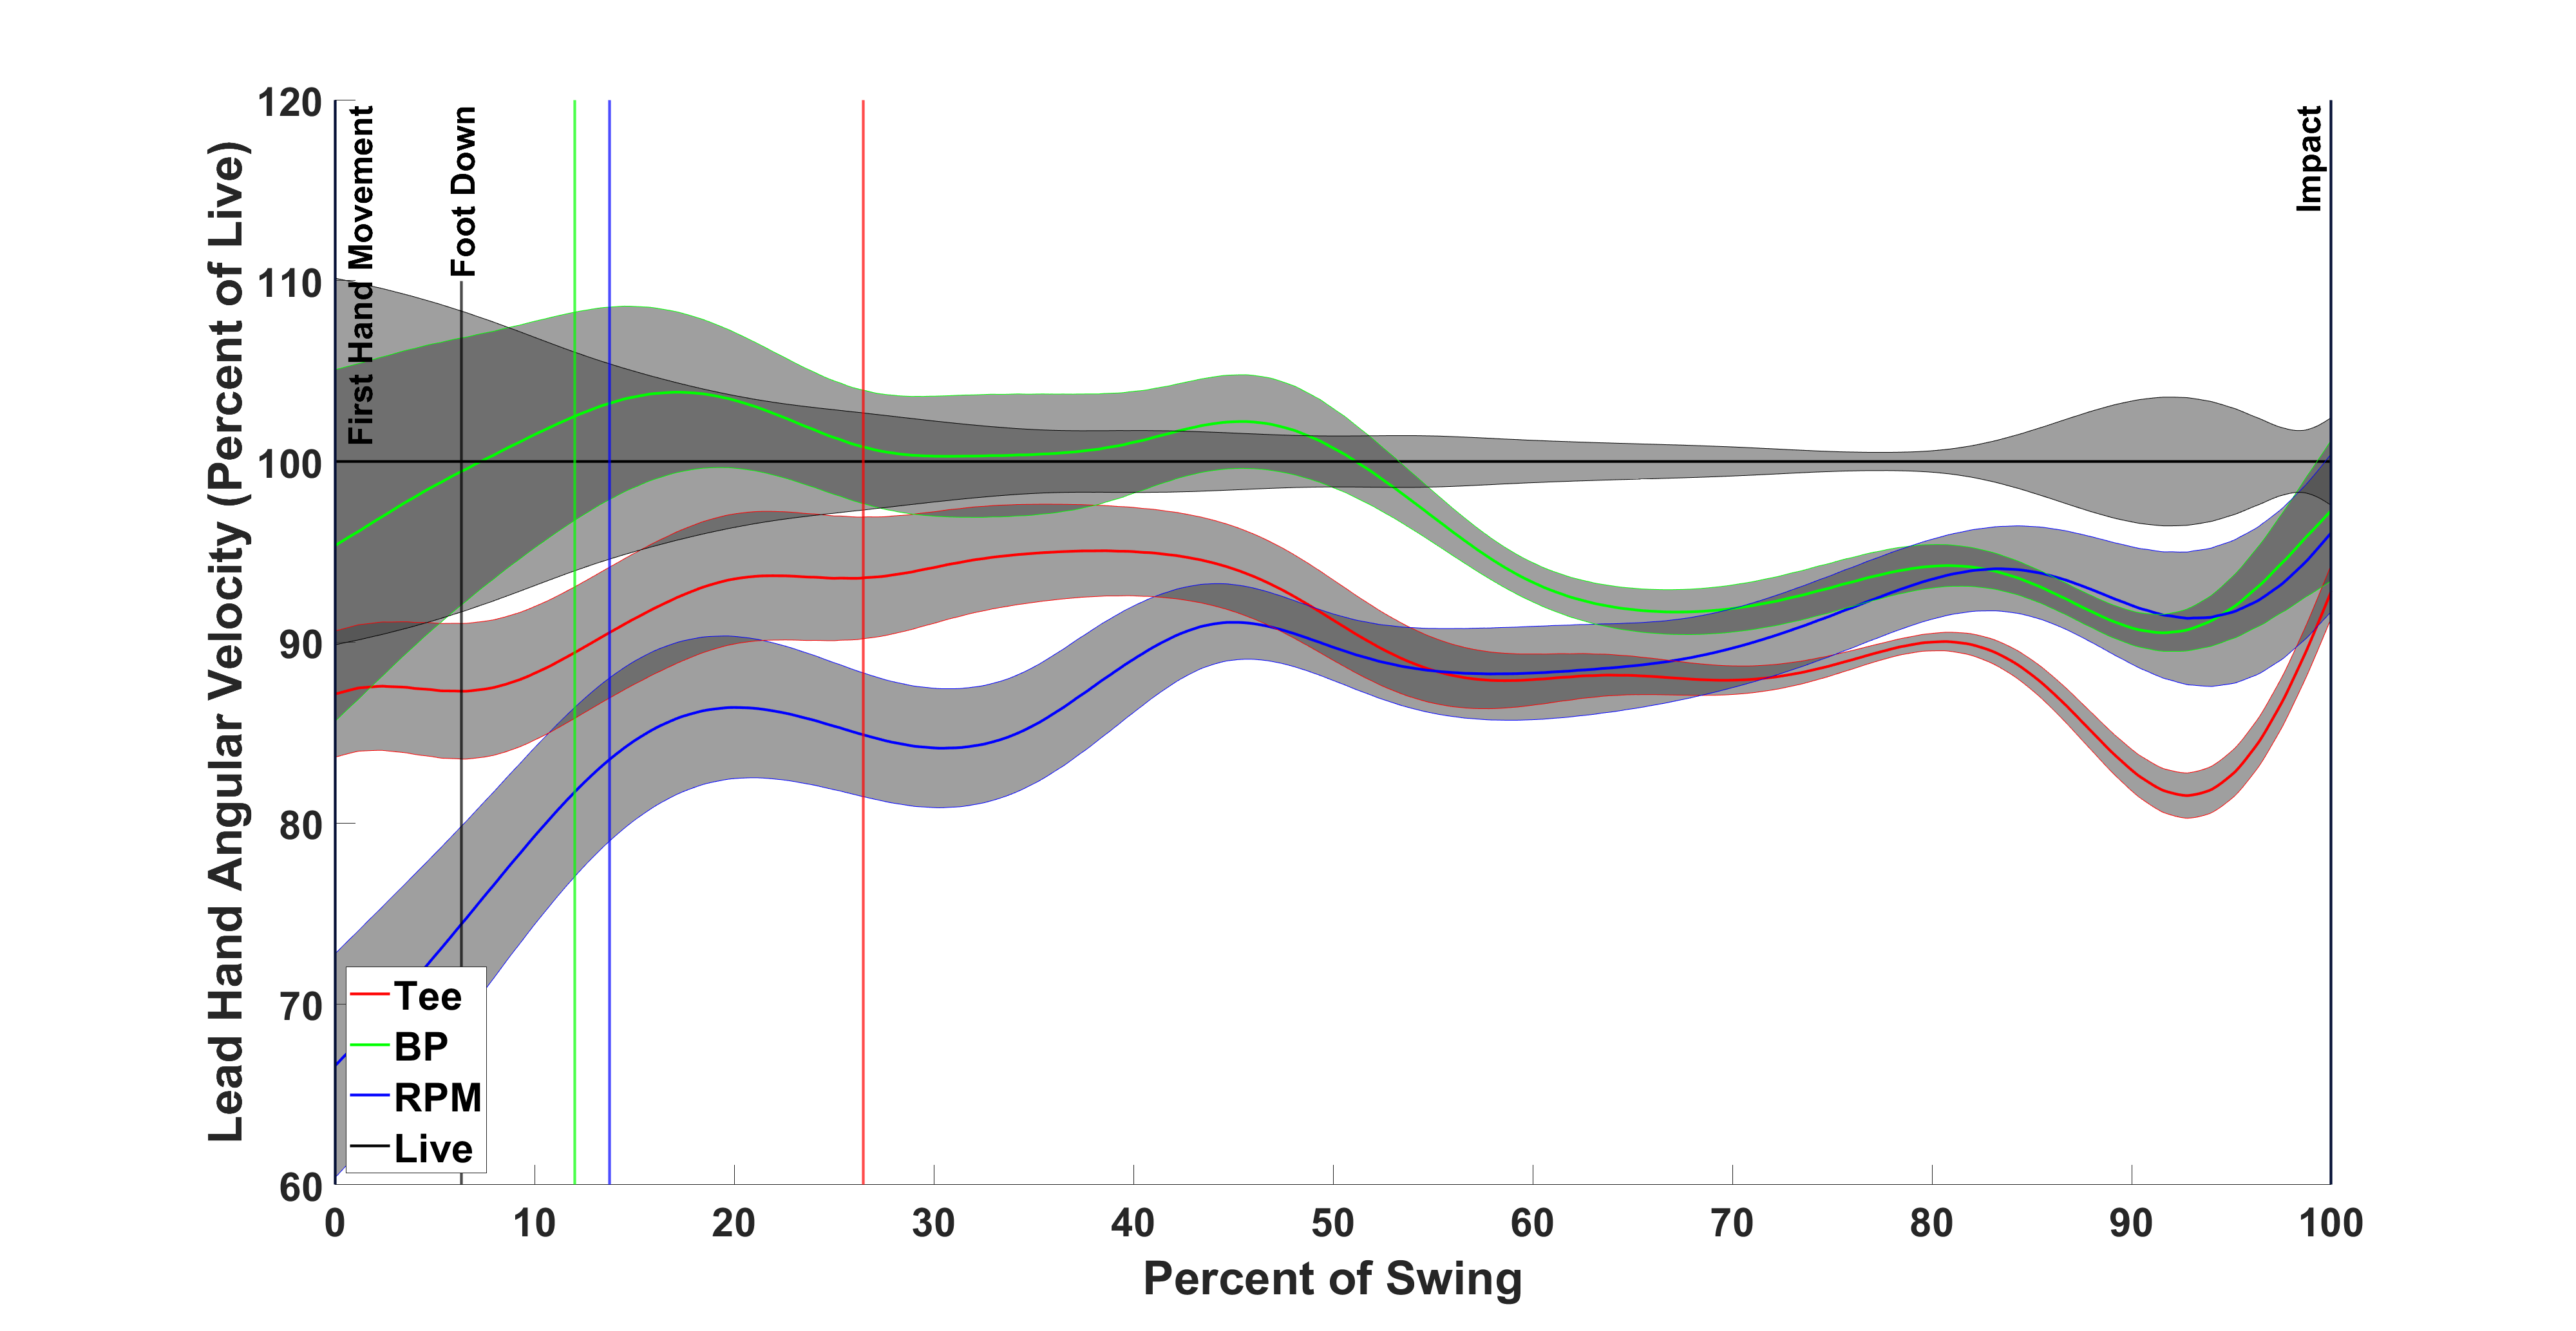 Lead Hand Angular Velocity (Percent of Live)
120
110
100
90
80
70
60
First Hand Movement
Foot Down
Impact
Tee
BP
RPM
Live
0 10 20 30 40 50 60 70 80 90 100
Percent of Swing